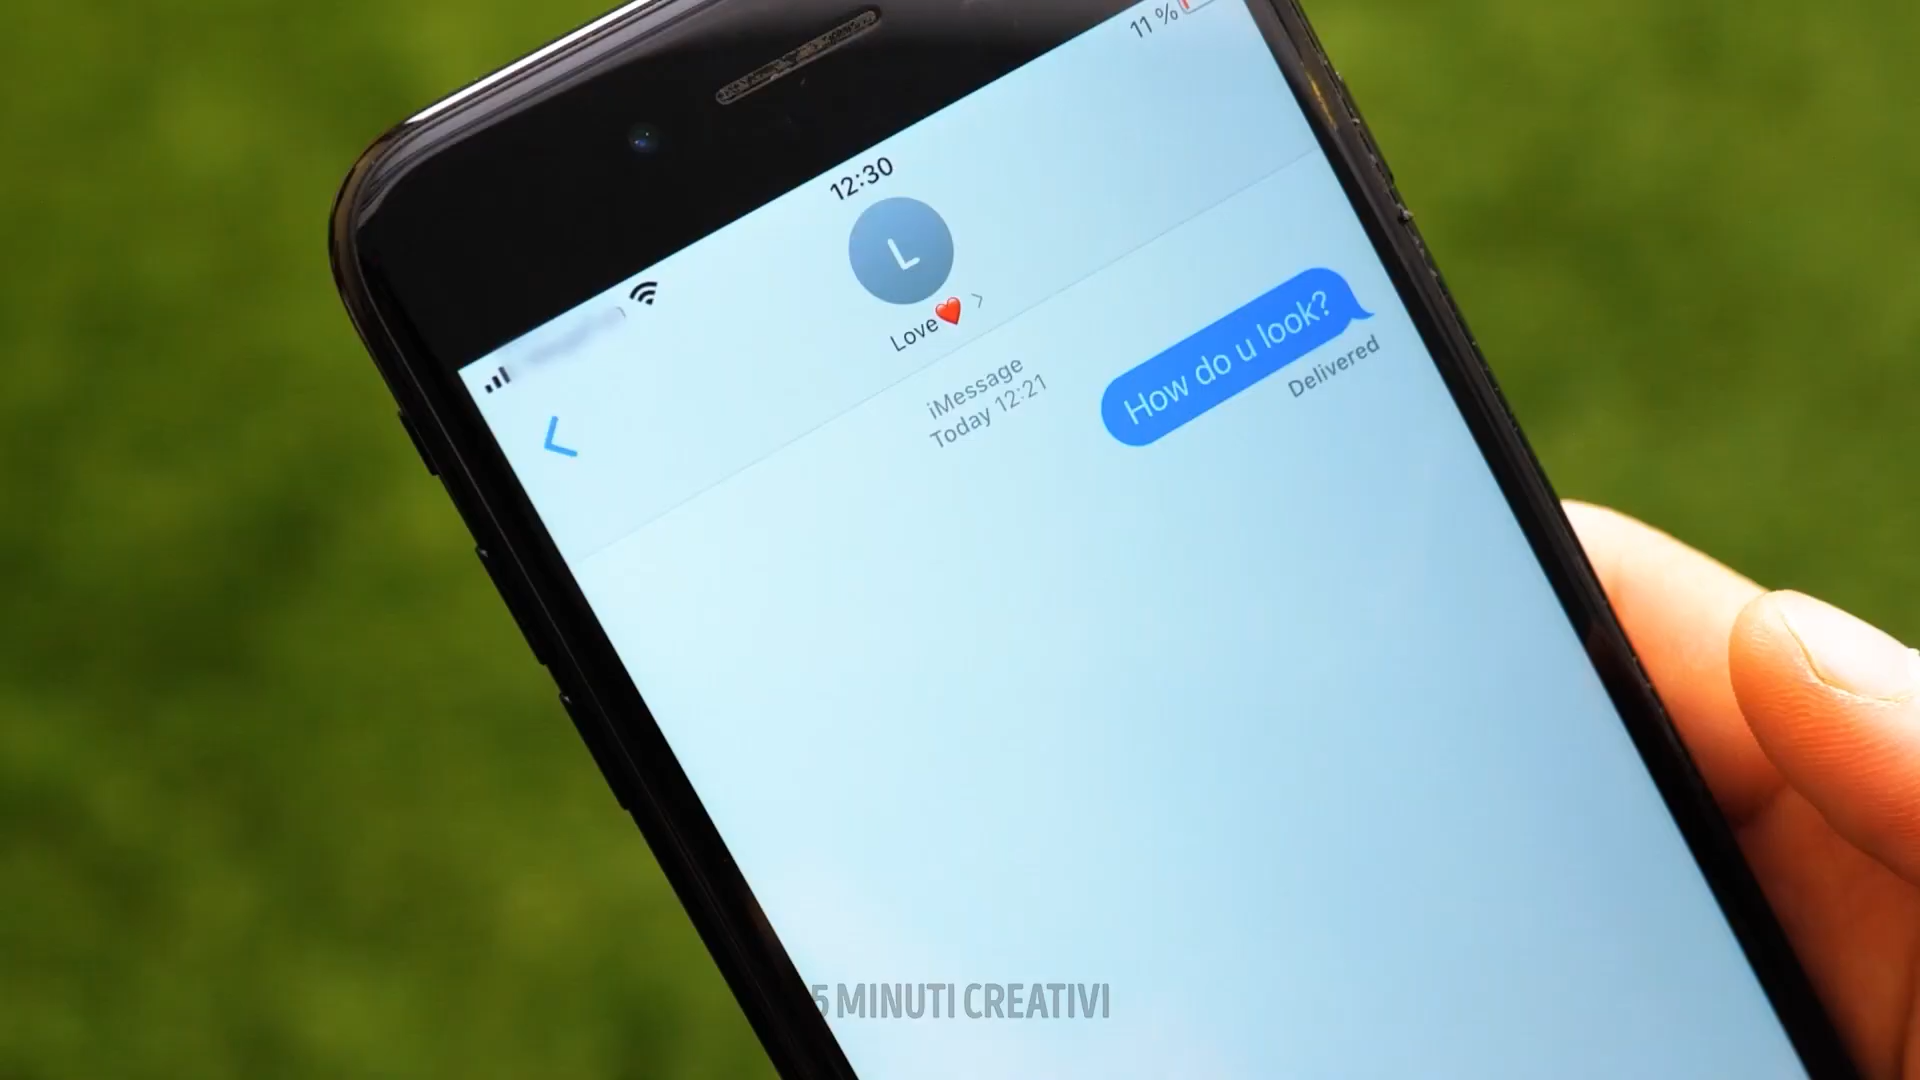 11 %
12:30
L
Love❤️ >
iMessage
Today 12:21
How do u look?
Delivered
5 MINUTI CREATIVI